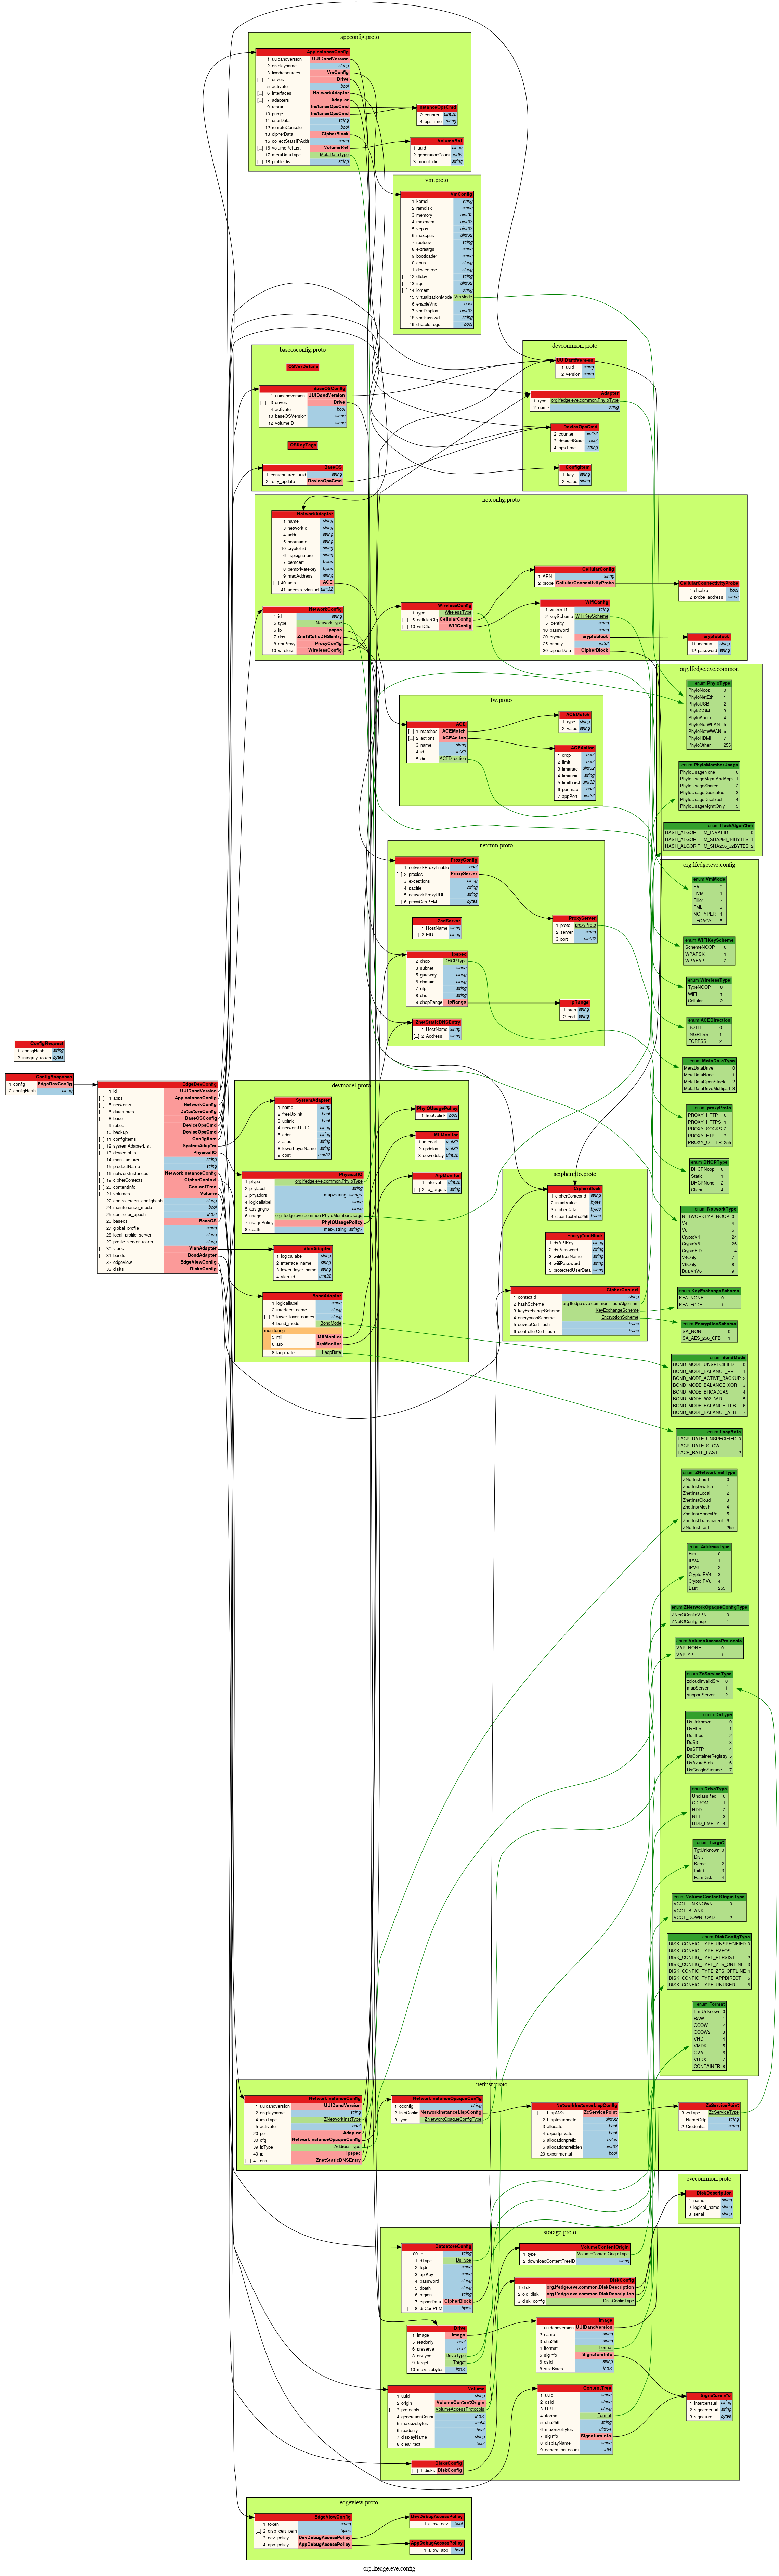 appconfig.proto
AppInstanceConfig
1 uuidandversion UUIDandVersion
2 displayname string
3 fixedresources VmConfig
[...] 4 drives Drive
5 activate bool
[...] 6 interfaces NetworkAdapter
[...] 7 adapters Adapter
9 restart InstanceOpsCmd
10 purge InstanceOpsCmd
11 userData string
12 remoteConsole bool
13 cipherData CipherBlock
15 collectStatsIPAddr string
[...] 16 volumeRefList VolumeRef
17 metaDataType MetaDataType
[...] 18 profile_list string
InstanceOpsCmd
2 counter uint32
4 opsTime string
VolumeRef
1 uuid string
2 generationCount int64
3 mount_dir string
vm.proto
VmConfig
1 kernel string
2 ramdisk string
3 memory uint32
4 maxmem uint32
5 vcpus uint32
6 maxcpus uint32
7 rootdev string
8 extraargs string
9 bootloader string
10 cpus string
11 devicetree string
[...] 12 dtdev string
[...] 13 irqs uint32
[...] 14 iomem string
15 virtualizationMode VmMode
16 enableVnc bool
17 vncDisplay uint32
18 vncPasswd string
19 disableLogs bool
baseosconfig.proto
OSVerDetails
BaseOSConfig
1 uuidandversion UUIDandVersion
[...] 3 drives Drive
4 activate bool
10 baseOSVersion string
12 volumeID string
OSKeyTags
BaseOS
1 content_tree_uuid string
2 retry_update DeviceOpsCmd
devcommon.proto
UUIDandVersion
1 uuid string
2 version string
Adapter
1 type org.lfedge.eve.common.PhyIoType
2 name string
DeviceOpsCmd
2 counter uint32
3 desiredState bool
4 opsTime string
ConfigItem
1 key string
2 value string
netconfig.proto
NetworkAdapter
1 name string
3 networkId string
4 addr string
5 hostname string
10 cryptoEid string
6 lispsignature string
7 pemcert bytes
8 pemprivatekey bytes
9 macAddress string
[...] 40 acls ACE
41 access_vlan_id uint32
NetworkConfig
1 id string
5 type NetworkType
6 ip ipspec
[...] 7 dns ZnetStaticDNSEntry
8 entProxy ProxyConfig
10 wireless WirelessConfig
WirelessConfig
1 type WirelessType
[...] 5 cellularCfg CellularConfig
[...] 10 wifiCfg WifiConfig
CellularConfig
1 APN string
2 probe CellularConnectivityProbe
CellularConnectivityProbe
1 disable bool
2 probe_address string
WifiConfig
1 wifiSSID string
2 keyScheme WiFiKeyScheme
5 identity string
10 password string
20 crypto cryptoblock
25 priority int32
30 cipherData CipherBlock
cryptoblock
11 identity string
12 password string
org.lfedge.eve.common
enum PhyIoType
PhyIoNoop 0
PhyIoNetEth 1
PhyIoUSB 2
PhyIoCOM 3
PhyIoAudio 4
PhyIoNetWLAN 5
PhyIoNetWWAN 6
PhyIoHDMI 7
PhyIoOther 255
enum PhyIoMemberUsage
PhyIoUsageNone 0
PhyIoUsageMgmtAndApps 1
PhyIoUsageShared 2
PhyIoUsageDedicated 3
PhyIoUsageDisabled 4
PhyIoUsageMgmtOnly 5
enum HashAlgorithm
HASH_ALGORITHM_INVALID 0
HASH_ALGORITHM_SHA256_16BYTES 1
HASH_ALGORITHM_SHA256_32BYTES 2
fw.proto
ACE
[...] 1 matches ACEMatch
[...] 2 actions ACEAction
3 name string
4 id int32
5 dir ACEDirection
ACEMatch
1 type string
2 value string
ACEAction
1 drop bool
2 limit bool
3 limitrate uint32
4 limitunit string
5 limitburst uint32
6 portmap bool
7 appPort uint32
netcmn.proto
ProxyConfig
1 networkProxyEnable bool
[...] 2 proxies ProxyServer
3 exceptions string
4 pacfile string
5 networkProxyURL string
[...] 6 proxyCertPEM bytes
ZedServer
1 HostName string
[...] 2 EID string
ipspec
2 dhcp DHCPType
3 subnet string
5 gateway string
6 domain string
7 ntp string
[...] 8 dns string
9 dhcpRange ipRange
ZnetStaticDNSEntry
1 HostName string
[...] 2 Address string
ProxyServer
1 proto proxyProto
2 server string
3 port uint32
ipRange
1 start string
2 end string
org.lfedge.eve.config
enum VmMode
PV 0
HVM 1
Filler 2
FML 3
NOHYPER 4
LEGACY 5
enum WiFiKeyScheme
SchemeNOOP 0
WPAPSK 1
WPAEAP 2
enum WirelessType
TypeNOOP 0
WiFi 1
Cellular 2
enum ACEDirection
BOTH 0
INGRESS 1
EGRESS 2
enum MetaDataType
MetaDataDrive 0
MetaDataNone 1
MetaDataOpenStack 2
MetaDataDriveMultipart 3
enum proxyProto
PROXY_HTTP 0
PROXY_HTTPS 1
PROXY_SOCKS 2
PROXY_FTP 3
PROXY_OTHER 255
enum DHCPType
DHCPNoop 0
Static 1
DHCPNone 2
Client 4
enum NetworkType
NETWORKTYPENOOP 0
V4 4
V6 6
CryptoV4 24
CryptoV6 26
CryptoEID 14
V4Only 7
V6Only 8
DualV4V6 9
enum KeyExchangeScheme
KEA_NONE 0
KEA_ECDH 1
enum EncryptionScheme
SA_NONE 0
SA_AES_256_CFB 1
enum BondMode
BOND_MODE_UNSPECIFIED 0
BOND_MODE_BALANCE_RR 1
BOND_MODE_ACTIVE_BACKUP 2
BOND_MODE_BALANCE_XOR 3
BOND_MODE_BROADCAST 4
BOND_MODE_802_3AD 5
BOND_MODE_BALANCE_TLB 6
BOND_MODE_BALANCE_ALB 7
enum LacpRate
LACP_RATE_UNSPECIFIED 0
LACP_RATE_SLOW 1
LACP_RATE_FAST 2
enum ZNetworkInstType
ZNetInstFirst 0
ZnetInstSwitch 1
ZnetInstLocal 2
ZnetInstCloud 3
ZnetInstMesh 4
ZnetInstHoneyPot 5
ZnetInstTransparent 6
ZNetInstLast 255
enum AddressType
First 0
IPV4 1
IPV6 2
CryptoIPV4 3
CryptoIPV6 4
Last 255
enum ZNetworkOpaqueConfigType
ZNetOConfigVPN 0
ZNetOConfigLisp 1
enum VolumeAccessProtocols
VAP_NONE 0
VAP_9P 1
enum ZcServiceType
zcloudInvalidSrv 0
mapServer 1
supportServer 2
enum DsType
DsUnknown 0
DsHttp 1
DsHttps 2
DsS3 3
DsSFTP 4
DsContainerRegistry 5
DsAzureBlob 6
DsGoogleStorage 7
enum DriveType
Unclassified 0
CDROM 1
HDD 2
NET 3
HDD_EMPTY 4
enum Target
TgtUnknown 0
Disk 1
Kernel 2
Initrd 3
RamDisk 4
enum VolumeContentOriginType
VCOT_UNKNOWN 0
VCOT_BLANK 1
VCOT_DOWNLOAD 2
enum DiskConfigType
DISK_CONFIG_TYPE_UNSPECIFIED 0
DISK_CONFIG_TYPE_EVEOS 1
DISK_CONFIG_TYPE_PERSIST 2
DISK_CONFIG_TYPE_ZFS_ONLINE 3
DISK_CONFIG_TYPE_ZFS_OFFLINE 4
DISK_CONFIG_TYPE_APPDIRECT 5
DISK_CONFIG_TYPE_UNUSED 6
enum Format
FmtUnknown 0
RAW 1
QCOW 2
QCOW2 3
VHD 4
VMDK 5
OVA 6
VHDX 7
CONTAINER 8
ConfigRequest
1 configHash string
2 integrity_token bytes
ConfigResponse
1 config EdgeDevConfig
2 configHash string
EdgeDevConfig
1 id UUIDandVersion
[...] 4 apps AppInstanceConfig
[...] 5 networks NetworkConfig
[...] 6 datastores DatastoreConfig
[...] 8 base BaseOSConfig
9 reboot DeviceOpsCmd
10 backup DeviceOpsCmd
[...] 11 configItems ConfigItem
[...] 12 systemAdapterList SystemAdapter
[...] 13 deviceIoList PhysicalIO
14 manufacturer string
15 productName string
[...] 16 networkInstances NetworkInstanceConfig
[...] 19 cipherContexts CipherContext
[...] 20 contentInfo ContentTree
[...] 21 volumes Volume
22 controllercert_confighash string
24 maintenance_mode bool
25 controller_epoch int64
26 baseos BaseOS
27 global_profile string
28 local_profile_server string
29 profile_server_token string
[...] 30 vlans VlanAdapter
[...] 31 bonds BondAdapter
32 edgeview EdgeViewConfig
33 disks DisksConfig
devmodel.proto
SystemAdapter
1 name string
2 freeUplink bool
3 uplink bool
4 networkUUID string
5 addr string
7 alias string
8 lowerLayerName string
9 cost uint32
PhysicalIO
1 ptype org.lfedge.eve.common.PhyIoType
2 phylabel string
3 phyaddrs map<string, string>
4 logicallabel string
5 assigngrp string
6 usage org.lfedge.eve.common.PhyIoMemberUsage
7 usagePolicy PhyIOUsagePolicy
8 cbattr map<string, string>
VlanAdapter
1 logicallabel string
2 interface_name string
3 lower_layer_name string
4 vlan_id uint32
BondAdapter
1 logicallabel string
2 interface_name string
[...] 3 lower_layer_names string
4 bond_mode BondMode
monitoring
5 mii MIIMonitor
6 arp ArpMonitor
9 lacp_rate LacpRate
PhyIOUsagePolicy
1 freeUplink bool
MIIMonitor
1 interval uint32
2 updelay uint32
3 downdelay uint32
ArpMonitor
1 interval uint32
[...] 2 ip_targets string
acipherinfo.proto
CipherBlock
1 cipherContextId string
2 initialValue bytes
3 cipherData bytes
4 clearTextSha256 bytes
EncryptionBlock
1 dsAPIKey string
2 dsPassword string
3 wifiUserName string
4 wifiPassword string
5 protectedUserData string
CipherContext
1 contextId string
2 hashScheme org.lfedge.eve.common.HashAlgorithm
3 keyExchangeScheme KeyExchangeScheme
4 encryptionScheme EncryptionScheme
5 deviceCertHash bytes
6 controllerCertHash bytes
netinst.proto
NetworkInstanceConfig
1 uuidandversion UUIDandVersion
2 displayname string
4 instType ZNetworkInstType
5 activate bool
20 port Adapter
30 cfg NetworkInstanceOpaqueConfig
39 ipType AddressType
40 ip ipspec
[...] 41 dns ZnetStaticDNSEntry
NetworkInstanceOpaqueConfig
1 oconfig string
2 lispConfig NetworkInstanceLispConfig
3 type ZNetworkOpaqueConfigType
NetworkInstanceLispConfig
[...] 1 LispMSs ZcServicePoint
2 LispInstanceId uint32
3 allocate bool
4 exportprivate bool
5 allocationprefix bytes
6 allocationprefixlen uint32
20 experimental bool
ZcServicePoint
3 zsType ZcServiceType
1 NameOrIp string
2 Credential string
evecommon.proto
DiskDescription
1 name string
2 logical_name string
3 serial string
storage.proto
DatastoreConfig
100 id string
1 dType DsType
2 fqdn string
3 apiKey string
4 password string
5 dpath string
6 region string
7 cipherData CipherBlock
[...] 8 dsCertPEM bytes
VolumeContentOrigin
1 type VolumeContentOriginType
2 downloadContentTreeID string
DiskConfig
1 disk org.lfedge.eve.common.DiskDescription
2 old_disk org.lfedge.eve.common.DiskDescription
3 disk_config DiskConfigType
Drive
1 image Image
5 readonly bool
6 preserve bool
8 drvtype DriveType
9 target Target
10 maxsizebytes int64
Image
1 uuidandversion UUIDandVersion
2 name string
3 sha256 string
4 iformat Format
5 siginfo SignatureInfo
6 dsId string
8 sizeBytes int64
Volume
1 uuid string
2 origin VolumeContentOrigin
[...] 3 protocols VolumeAccessProtocols
4 generationCount int64
5 maxsizebytes int64
6 readonly bool
7 displayName string
8 clear_text bool
ContentTree
1 uuid string
2 dsId string
3 URL string
4 iformat Format
5 sha256 string
6 maxSizeBytes uint64
7 siginfo SignatureInfo
8 displayName string
9 generation_count int64
SignatureInfo
1 intercertsurl string
2 signercerturl string
3 signature bytes
DisksConfig
[...] 1 disks DiskConfig
edgeview.proto
EdgeViewConfig
1 token string
[...] 2 disp_cert_pem bytes
3 dev_policy DevDebugAccessPolicy
4 app_policy AppDebugAccessPolicy
DevDebugAccessPolicy
1 allow_dev bool
AppDebugAccessPolicy
1 allow_app bool
org.lfedge.eve.config